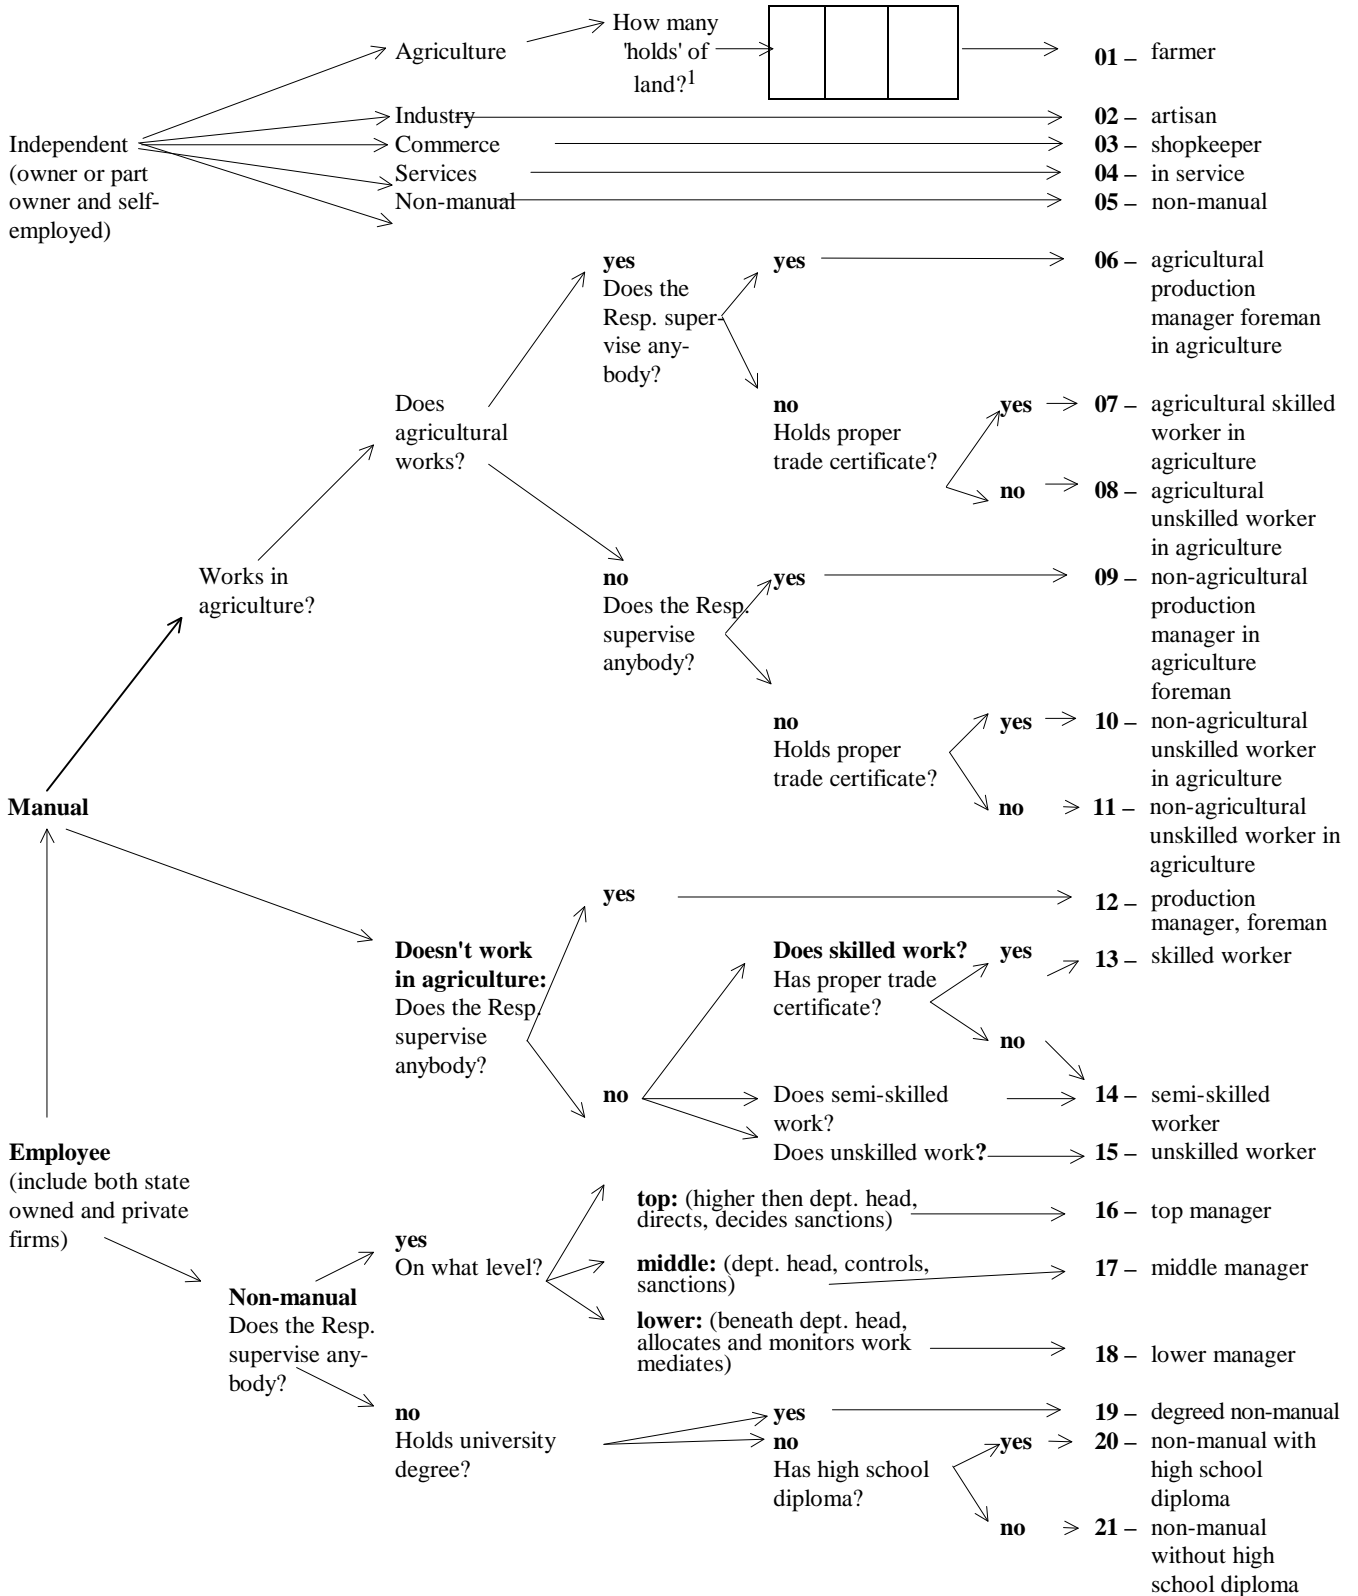 How many
'holds' of
land?1
Agriculture
01 – farmer
Industry
02 – artisan
Independent
(owner or part
owner and self-
employed)
Commerce
03 – shopkeeper
Services
04 – in service
Non-manual
05 – non-manual
yes
Does the
Resp. super-
vise any-
body?
yes
06 – agricultural
production
manager foreman
in agriculture
Does
agricultural
works?
no
Holds proper
trade certificate?
yes
07 – agricultural skilled
worker in
agriculture
no
08 – agricultural
unskilled worker
in agriculture
Works in
agriculture?
no
Does the Resp.
supervise
anybody?
yes
09 – non-agricultural
production
manager in
agriculture
foreman
no
Holds proper
trade certificate?
yes
10 – non-agricultural
unskilled worker
in agriculture
Manual
no
11 – non-agricultural
unskilled worker in
agriculture
yes
12 – production
manager, foreman
Doesn't work
in agriculture:
Does the Resp.
supervise
anybody?
Does skilled work?
Has proper trade
certificate?
yes
13 – skilled worker
no
no
Does semi-skilled
work?
14 – semi-skilled
worker
Does unskilled work?
15 – unskilled worker
Employee
(include both state
owned and private
firms)
top: (higher then dept. head,
directs, decides sanctions)
16 – top manager
yes
On what level?
middle: (dept. head, controls,
sanctions)
17 – middle manager
Non-manual
Does the Resp.
supervise any-
body?
lower: (beneath dept. head,
allocates and monitors work
mediates)
18 – lower manager
no
Holds university
degree?
yes
19 – degreed non-manual
no
Has high school
diploma?
yes
20 – non-manual with
high school
diploma
no
21 – non-manual
without high
school diploma